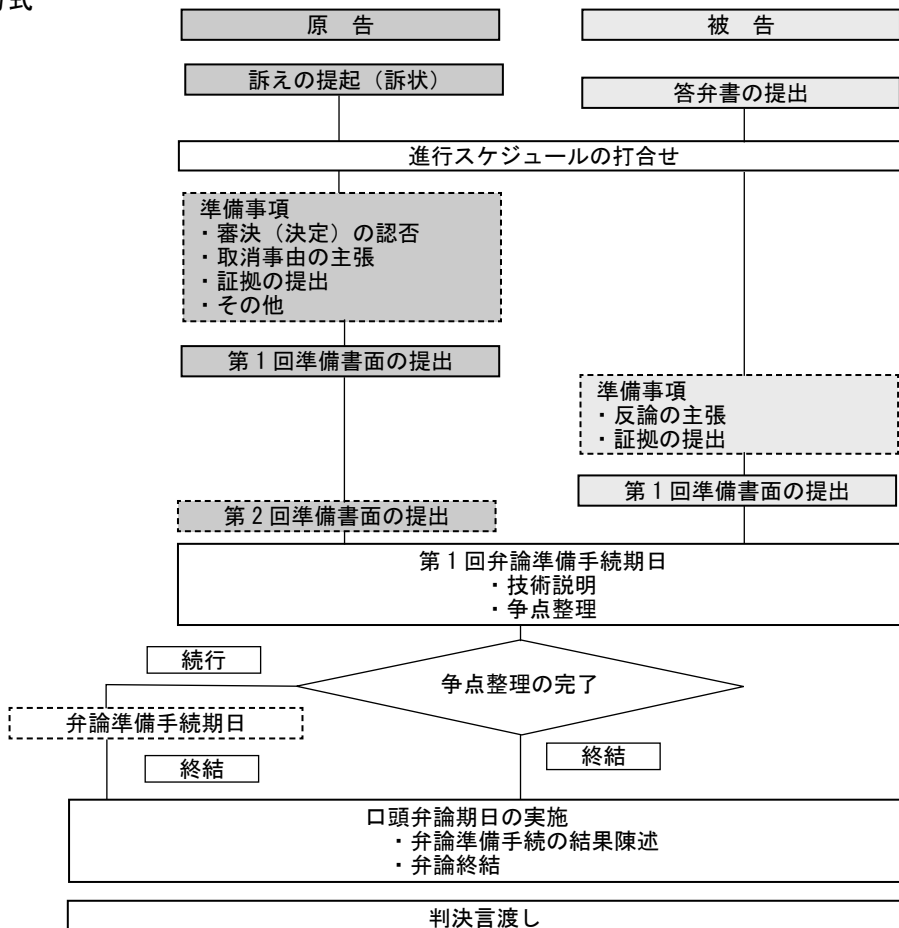 方式
原　告
被　告
訴えの提起（訴状）
答弁書の提出
進行スケジュールの打合せ
準備事項
・審決（決定）の認否
・取消事由の主張
・証拠の提出
・その他
第１回準備書面の提出
準備事項
・反論の主張
・証拠の提出
第１回準備書面の提出
第２回準備書面の提出
第１回弁論準備手続期日
・技術説明
・争点整理
続行
争点整理の完了
弁論準備手続期日
終結
終結
口頭弁論期日の実施
・弁論準備手続の結果陳述
・弁論終結
判決言渡し